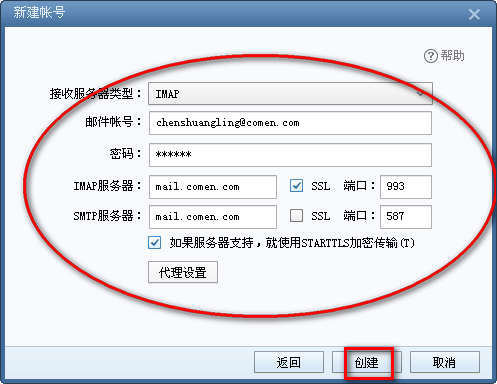 新建帐号
帮助
接收服务器类型： IMAP
邮件帐号： chenshuangling@comen.com
密码： ******
IMAP服务器： mail.comen.com SSL 端口： 993
SMTP服务器： mail.comen.com SSL 端口： 587
如果服务器支持，就使用STARTTLS加密传输(T)
代理设置
返回 创建 取消